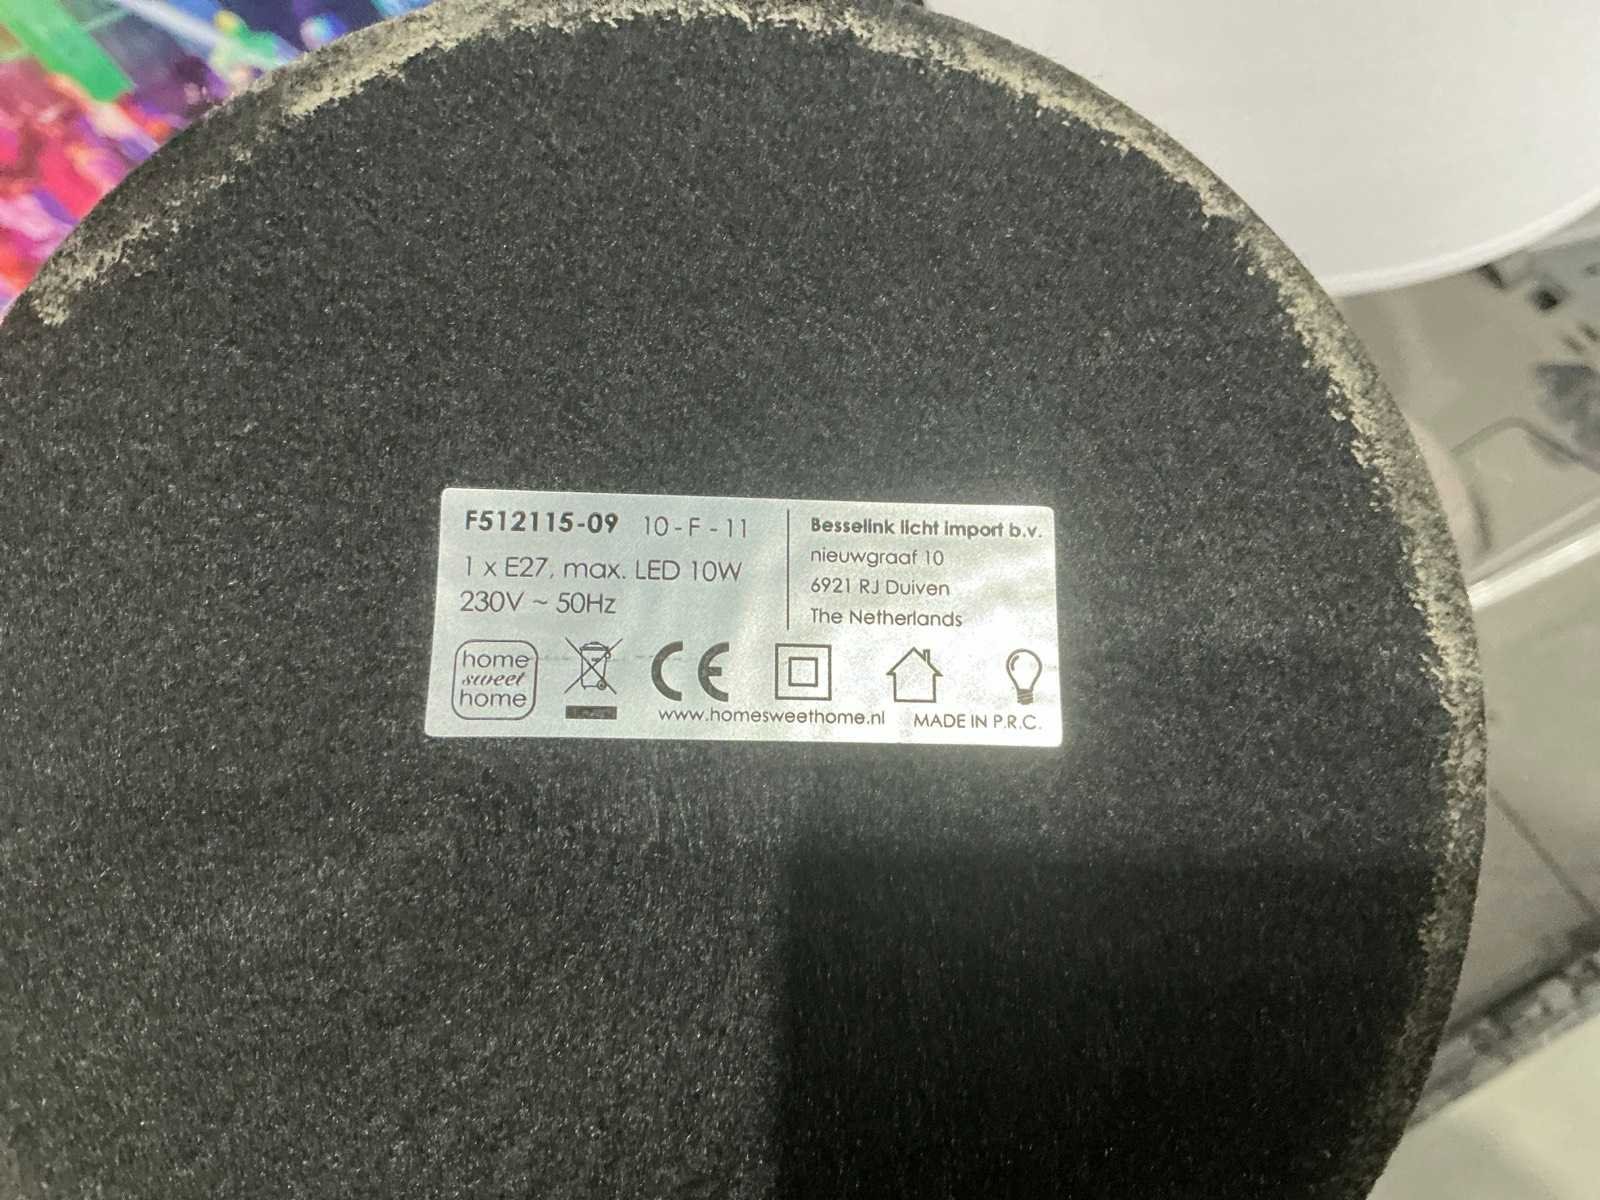 F512115-09 10 - F - 11
1 x E27, max. LED 10W
230V ~ 50Hz
Besselink licht import b.v.
nieuwgraaf 10
6921 RJ Duiven
The Netherlands
home
sweet
home
CE
www.homesweethome.nl
MADE IN P.R.C.